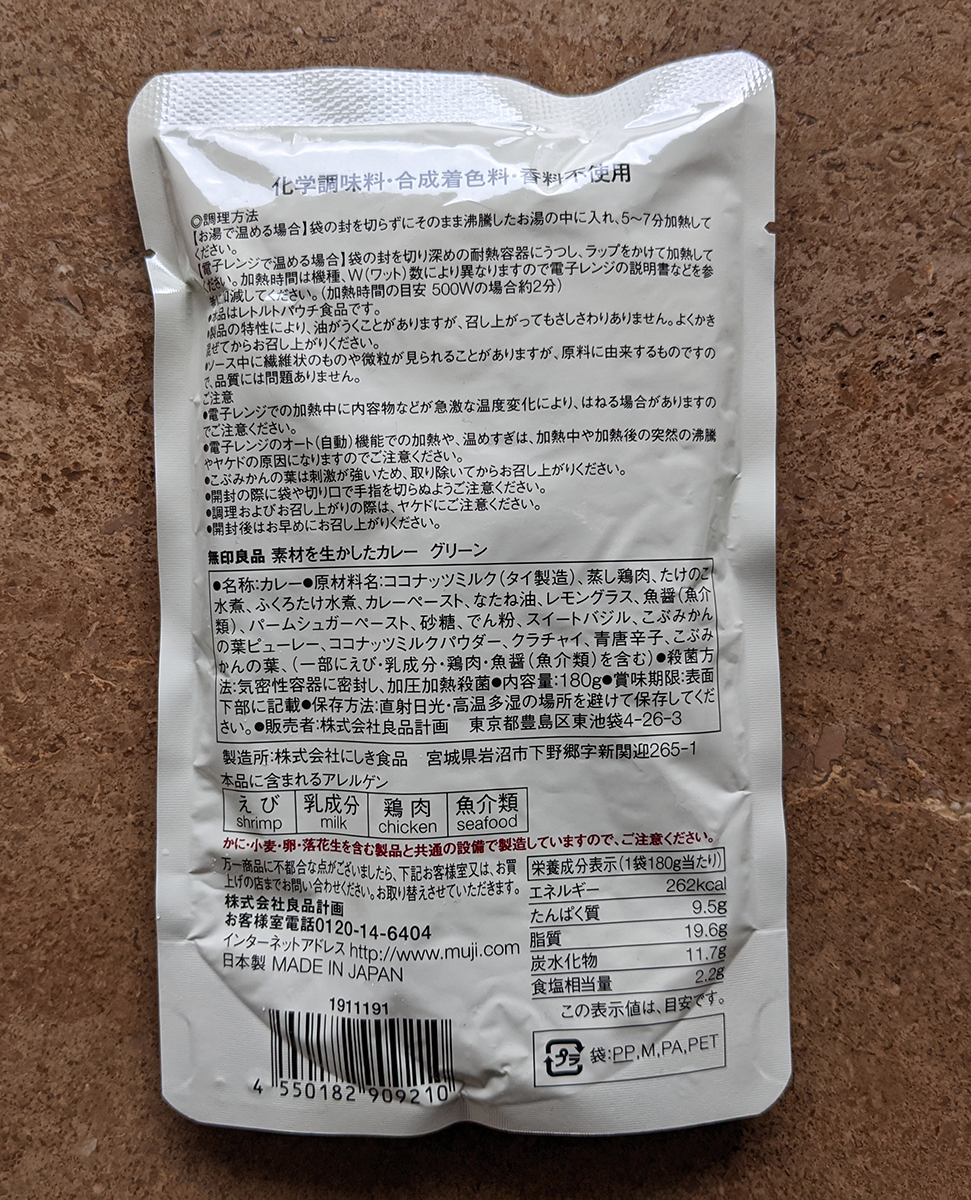 化学調味料・合成着色料・香料不使用
◎調理方法
【お湯で温める場合】袋の封を切らずにそのまま沸騰したお湯の中に入れ、5～7分加熱して
ください。
【電子レンジで温める場合】袋の封を切り深めの耐熱容器にうつし、ラップをかけて加熱して
ください。加熱時間は機種、W(ワット)数により異なりますので電子レンジの説明書などを参
考に加減してください。(加熱時間の目安 500Wの場合約2分)
●本品はレトルトパウチ食品です。
●製品の特性により、油がうくことがありますが、召し上がってもさしさわりありません。よくかき
混ぜてからお召し上がりください。
●ソース中に繊維状のものや微粒が見られることがありますが、原料に由来するものですの
で、品質には問題ありません。
ご注意
●電子レンジでの加熱中に内容物などが急激な温度変化により、はねる場合がありますの
でご注意ください。
●電子レンジのオート(自動)機能での加熱や、温めすぎは、加熱中や加熱後の突然の沸騰
やヤケドの原因になりますのでご注意ください。
●こぶみかんの葉は刺激が強いため、取り除いてからお召し上がりください。
●開封の際に袋や切り口で手指を切らぬようご注意ください。
●調理およびお召し上がりの際は、ヤケドにご注意ください。
●開封後はお早めにお召し上がりください。
無印良品 素材を生かしたカレー グリーン
●名称:カレー●原材料名:ココナッツミルク(タイ製造)、蒸し鶏肉、たけのこ
水煮、ふくろたけ水煮、カレーペースト、なたね油、レモングラス、魚醤(魚介
類)、パームシュガーペースト、砂糖、でん粉、スイートバジル、こぶみかん
の葉ピューレー、ココナッツミルクパウダー、クラチャイ、青唐辛子、こぶみ
かんの葉、(一部にえび・乳成分・鶏肉・魚醤(魚介類)を含む)●殺菌方
法:気密性容器に密封し、加圧加熱殺菌●内容量:180g●賞味期限:表面
下部に記載●保存方法:直射日光・高温多湿の場所を避けて保存してくだ
さい。●販売者:株式会社良品計画 東京都豊島区東池袋4-26-3
製造所:株式会社にしき食品 宮城県岩沼市下野郷字新関迎265-1
本品に含まれるアレルゲン
えび 乳成分 鶏肉 魚介類
shrimp milk chicken seafood
かに・小麦・卵・落花生を含む製品と共通の設備で製造していますので、ご注意ください。
万一商品に不都合な点がございましたら、下記お客様室又は、お買
上げの店までお問い合わせください。お取り替えさせていただきます。
株式会社良品計画
お客様室電話0120-14-6404
インターネットアドレス http://www.muji.com
日本製 MADE IN JAPAN
栄養成分表示(1袋180g当たり)
エネルギー 262kcal
たんぱく質 9.5g
脂質 19.6g
炭水化物 11.7g
食塩相当量 2.2g
この表示値は、目安です。
プラ 袋:PP,M,PA,PET
1911191
4 550182 909210